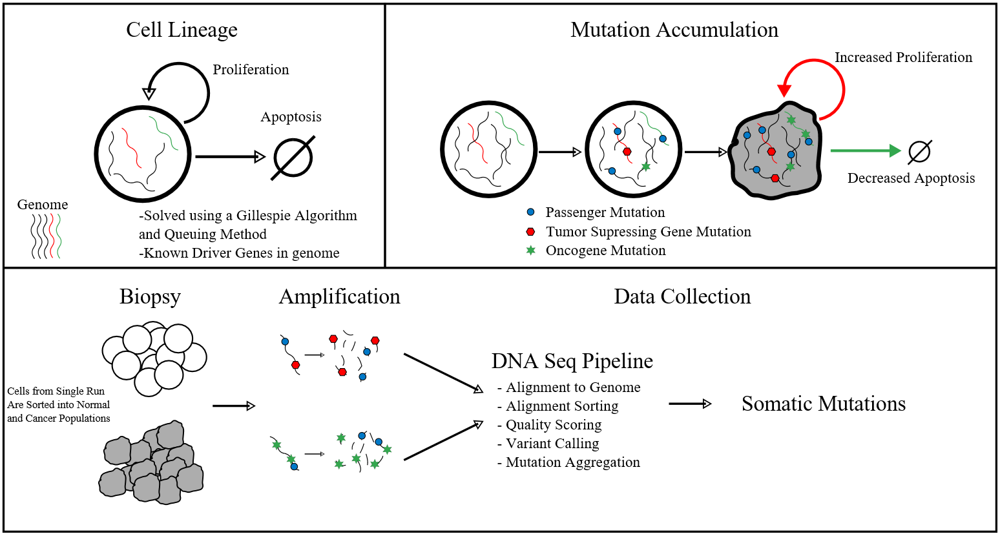 Cell Lineage
Proliferation
Apoptosis
Genome
-Solved using a Gillespie Algorithm
and Queuing Method
-Known Driver Genes in genome
Mutation Accumulation
Increased Proliferation
Decreased Apoptosis
Passenger Mutation
Tumor Supressing Gene Mutation
Oncogene Mutation
Biopsy
Cells from Single Run
Are Sorted into Normal
and Cancer Populations
Amplification
Data Collection
DNA Seq Pipeline
- Alignment to Genome
- Alignment Sorting
- Quality Scoring
- Variant Calling
- Mutation Aggregation
Somatic Mutations